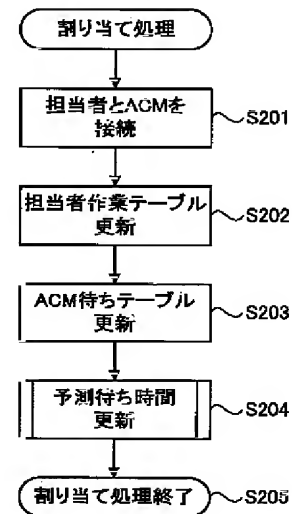 割り当て処理
担当者とACMを
接続
S201
担当者作業テーブル
更新
S202
ACM待ちテーブル
更新
S203
予測待ち時間
更新
S204
割り当て処理終了
S205